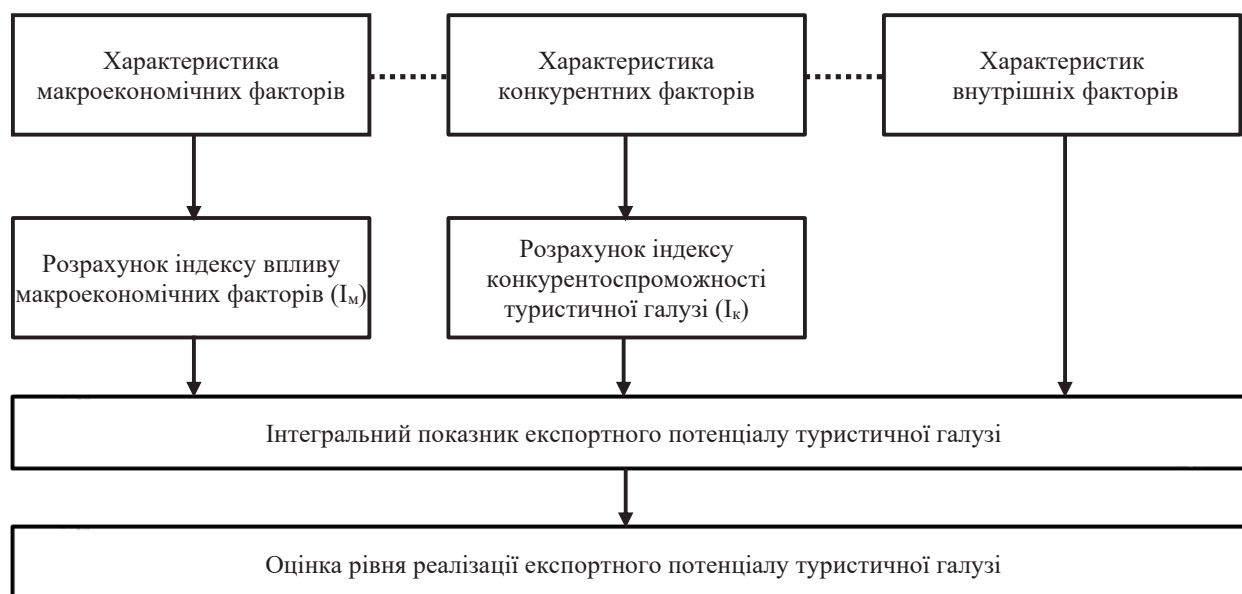 Характеристика
макроекономічних факторів
Характеристика
конкурентних факторів
Характеристик
внутрішніх факторів
Розрахунок індексу впливу
макроекономічних факторів (Iм)
Розрахунок індексу
конкурентоспроможності
туристичної галузі (Iк)
Інтегральний показник експортного потенціалу туристичної галузі
Оцінка рівня реалізації експортного потенціалу туристичної галузі